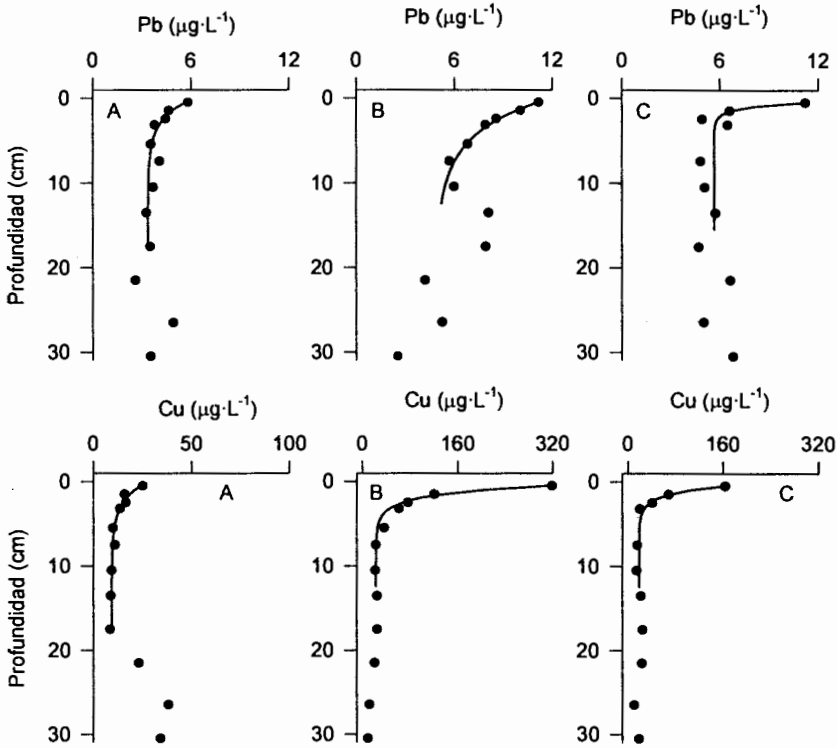 Pb (µg·L⁻¹) Pb (µg·L⁻¹) Pb (µg·L⁻¹)
0 6 12 6 12 6 12
0 A 0 B 0 C
10 10 10
20 20 20
30 30 30
Profundidad (cm)
Cu (µg·L⁻¹) Cu (µg·L⁻¹) Cu (µg·L⁻¹)
0 50 100 0 160 320 0 160 320
0 A 0 B 0 C
10 10 10
20 20 20
30 30 30
Profundidad (cm)